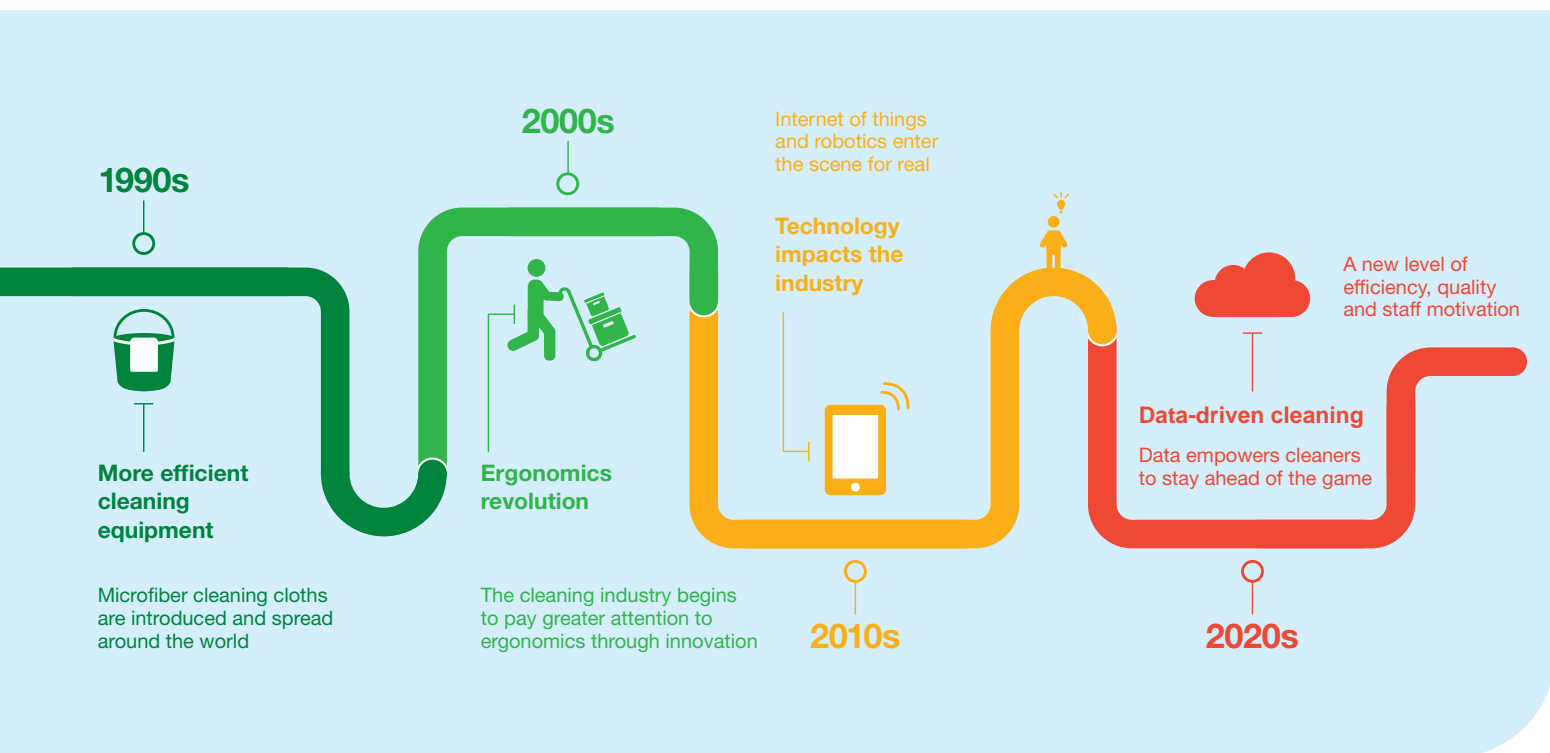 1990s
More efficient
cleaning
equipment
Microfiber cleaning cloths
are introduced and spread
around the world
2000s
Ergonomics
revolution
The cleaning industry begins
to pay greater attention to
ergonomics through innovation
Internet of things
and robotics enter
the scene for real
Technology
impacts the
industry
2010s
A new level of
efficiency, quality
and staff motivation
Data-driven cleaning
Data empowers cleaners
to stay ahead of the game
2020s